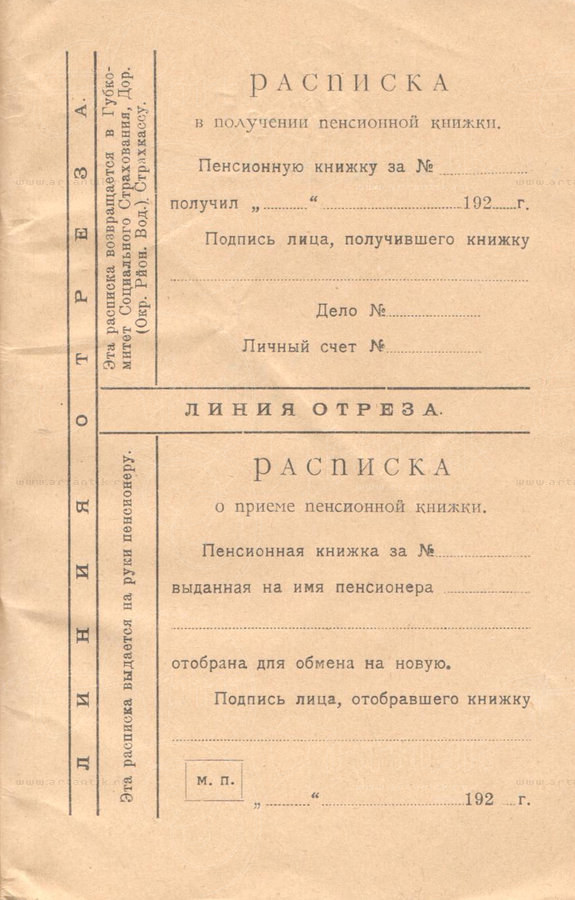 ЛИНИЯ ОТРЕЗА.
Эта расписка возвращается в Губко-
митет Социального Страхования, Дор.
(Окр. Район. Вод.) Страхкассу.
РАСПИСКА
в получении пенсионной книжки.
Пенсионную книжку за №
получил „ “ 192 г.
Подпись лица, получившего книжку
Дело №
Личный счет №
ЛИНИЯ ОТРЕЗА.
Эта расписка выдается на руки пенсионеру.
РАСПИСКА
о приеме пенсионной книжки.
Пенсионная книжка за №
выданная на имя пенсионера
отобрана для обмена на новую.
Подпись лица, отобравшего книжку
м. п.
„ “ 192 г.